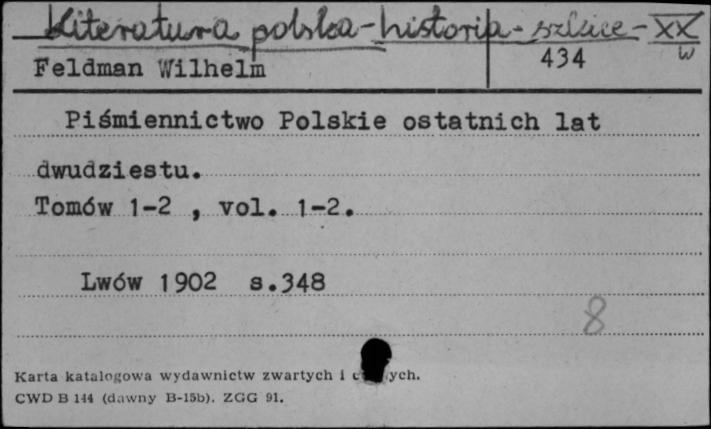 Literatura polska - historia - szkice - XX w
Feldman Wilhelm 434
Piśmiennictwo Polskie ostatnich lat
dwudziestu.
Tomów 1-2 , vol. 1-2.
Lwów 1902 s.348
8
Karta katalogowa wydawnictw zwartych i ych.
CWD B 144 (dawny B-15b). ZGG 91.